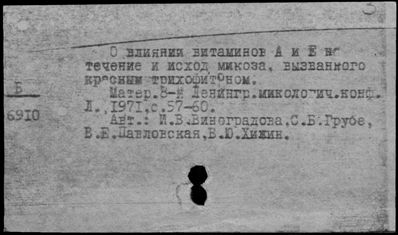 3
О влиянии витаминов А и Е на
течение и исход микоза, вызванного
красным трихофитоном.
Матер.8-й Ленингр.микологич.конф.
Л.,1971,с.57-60.
Авт.: И.В.Виноградова,С.Б.Грубе,
В.Е.Павловская,В.Ю.Хижин.
Б
6910